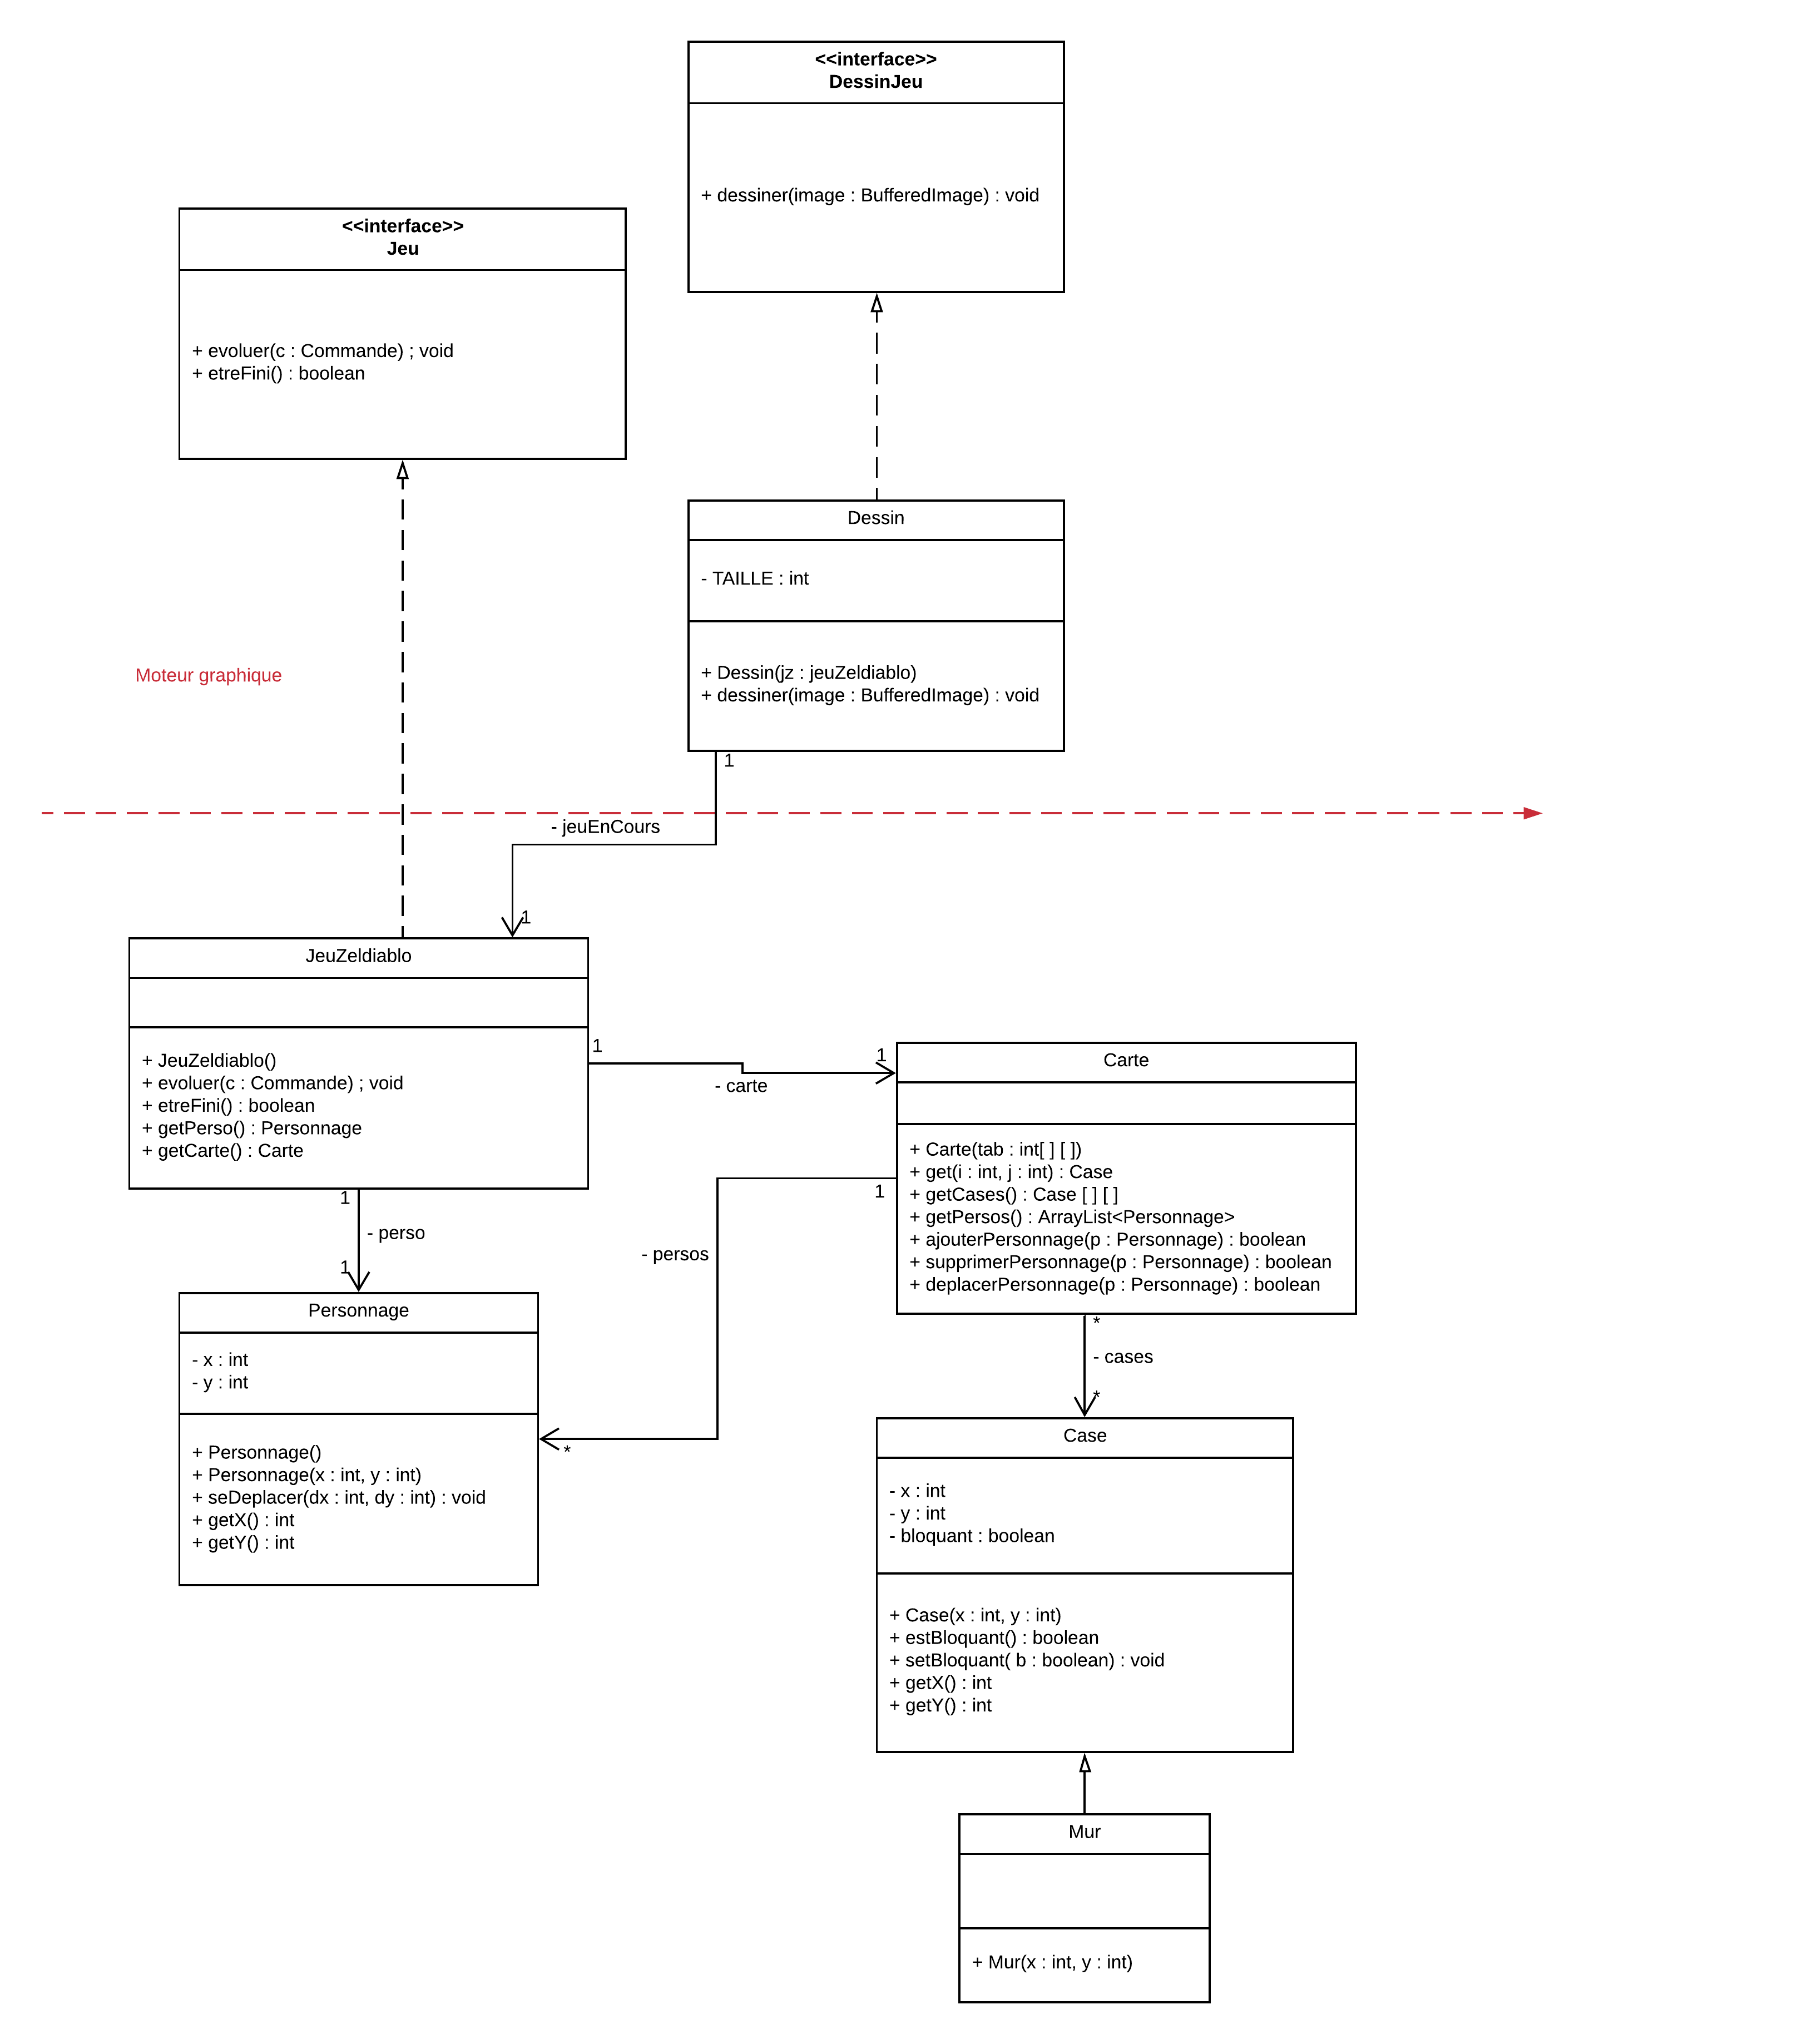 <<interface>>
DessinJeu
+ dessiner(image : BufferedImage) : void
<<interface>>
Jeu
+ evoluer(c : Commande) ; void
+ etreFini() : boolean
Dessin
- TAILLE : int
+ Dessin(jz : jeuZeldiablo)
+ dessiner(image : BufferedImage) : void
Moteur graphique
1
- jeuEnCours
1
JeuZeldiablo
+ JeuZeldiablo()
+ evoluer(c : Commande) ; void
+ etreFini() : boolean
+ getPerso() : Personnage
+ getCarte() : Carte
1
- carte
1
Carte
+ Carte(tab : int[ ] [ ])
+ get(i : int, j : int) : Case
+ getCases() : Case [ ] [ ]
+ getPersos() : ArrayList<Personnage>
+ ajouterPersonnage(p : Personnage) : boolean
+ supprimerPersonnage(p : Personnage) : boolean
+ deplacerPersonnage(p : Personnage) : boolean
1
- perso
1
1
- persos
*
Personnage
- x : int
- y : int
+ Personnage()
+ Personnage(x : int, y : int)
+ seDeplacer(dx : int, dy : int) : void
+ getX() : int
+ getY() : int
*
- cases
*
Case
- x : int
- y : int
- bloquant : boolean
+ Case(x : int, y : int)
+ estBloquant() : boolean
+ setBloquant( b : boolean) : void
+ getX() : int
+ getY() : int
Mur
+ Mur(x : int, y : int)